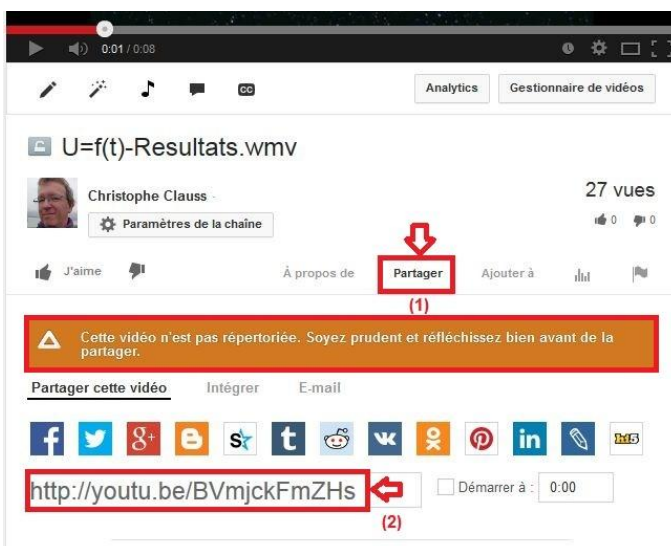 0:01 / 0:08
CC
Analytics
Gestionnaire de vidéos
U=f(t)-Resultats.wmv
Christophe Clauss
27 vues
Paramètres de la chaîne
0 0
J'aime
À propos de
Partager
Ajouter à
(1)
Cette vidéo n'est pas répertoriée. Soyez prudent et réfléchissez bien avant de la
partager.
Partager cette vidéo
Intégrer
E-mail
http://youtu.be/BVmjckFmZHs
Démarrer à :
0:00
(2)